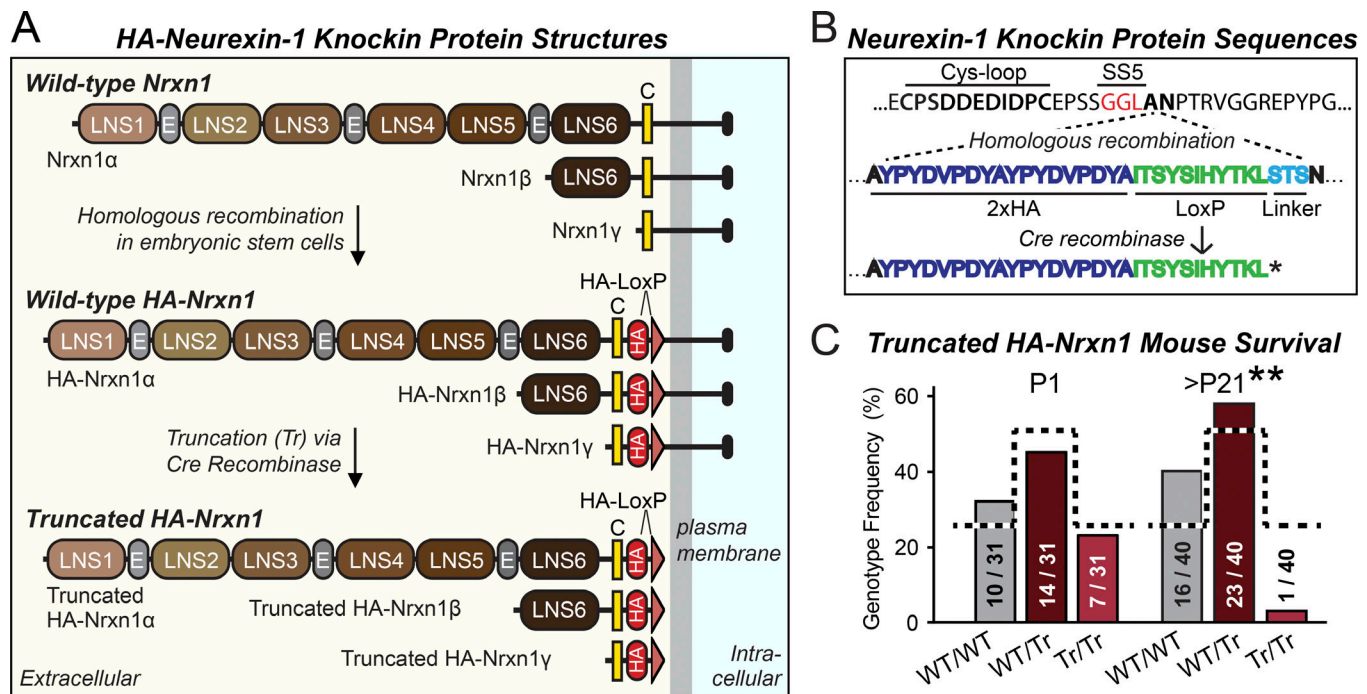 A
HA-Neurexin-1 Knockin Protein Structures
Wild-type Nrxn1
C
LNS1 E LNS2 LNS3 E LNS4 LNS5 E LNS6
Nrxn1α
Nrxn1β LNS6
Homologous recombination
in embryonic stem cells
Nrxn1γ
HA-LoxP
Wild-type HA-Nrxn1
C
LNS1 E LNS2 LNS3 E LNS4 LNS5 E LNS6 HA
HA-Nrxn1α
HA-Nrxn1β LNS6 HA
Truncation (Tr) via
Cre Recombinase
HA-Nrxn1γ HA
HA-LoxP
Truncated HA-Nrxn1
C
plasma
membrane
LNS1 E LNS2 LNS3 E LNS4 LNS5 E LNS6 HA
Truncated
HA-Nrxn1α
Truncated HA-Nrxn1β LNS6 HA
Truncated HA-Nrxn1γ HA
Extracellular
Intra-
cellular
B
Neurexin-1 Knockin Protein Sequences
Cys-loop SS5
...ECPSDDEDIDPCEPSSGGLANPTRVGGREPYPG...
Homologous recombination
...AYPYDVPDYAYPYDVPDYAITSYSIHYTKLSTSN...
2xHA LoxP Linker
Cre recombinase
...AYPYDVPDYAYPYDVPDYAITSYSIHYTKL*
C
Truncated HA-Nrxn1 Mouse Survival
P1 >P21**
Genotype Frequency (%)
60
40
20
0
10 / 31
14 / 31
7 / 31
16 / 40
23 / 40
1 / 40
WT/WT
WT/Tr
Tr/Tr
WT/WT
WT/Tr
Tr/Tr